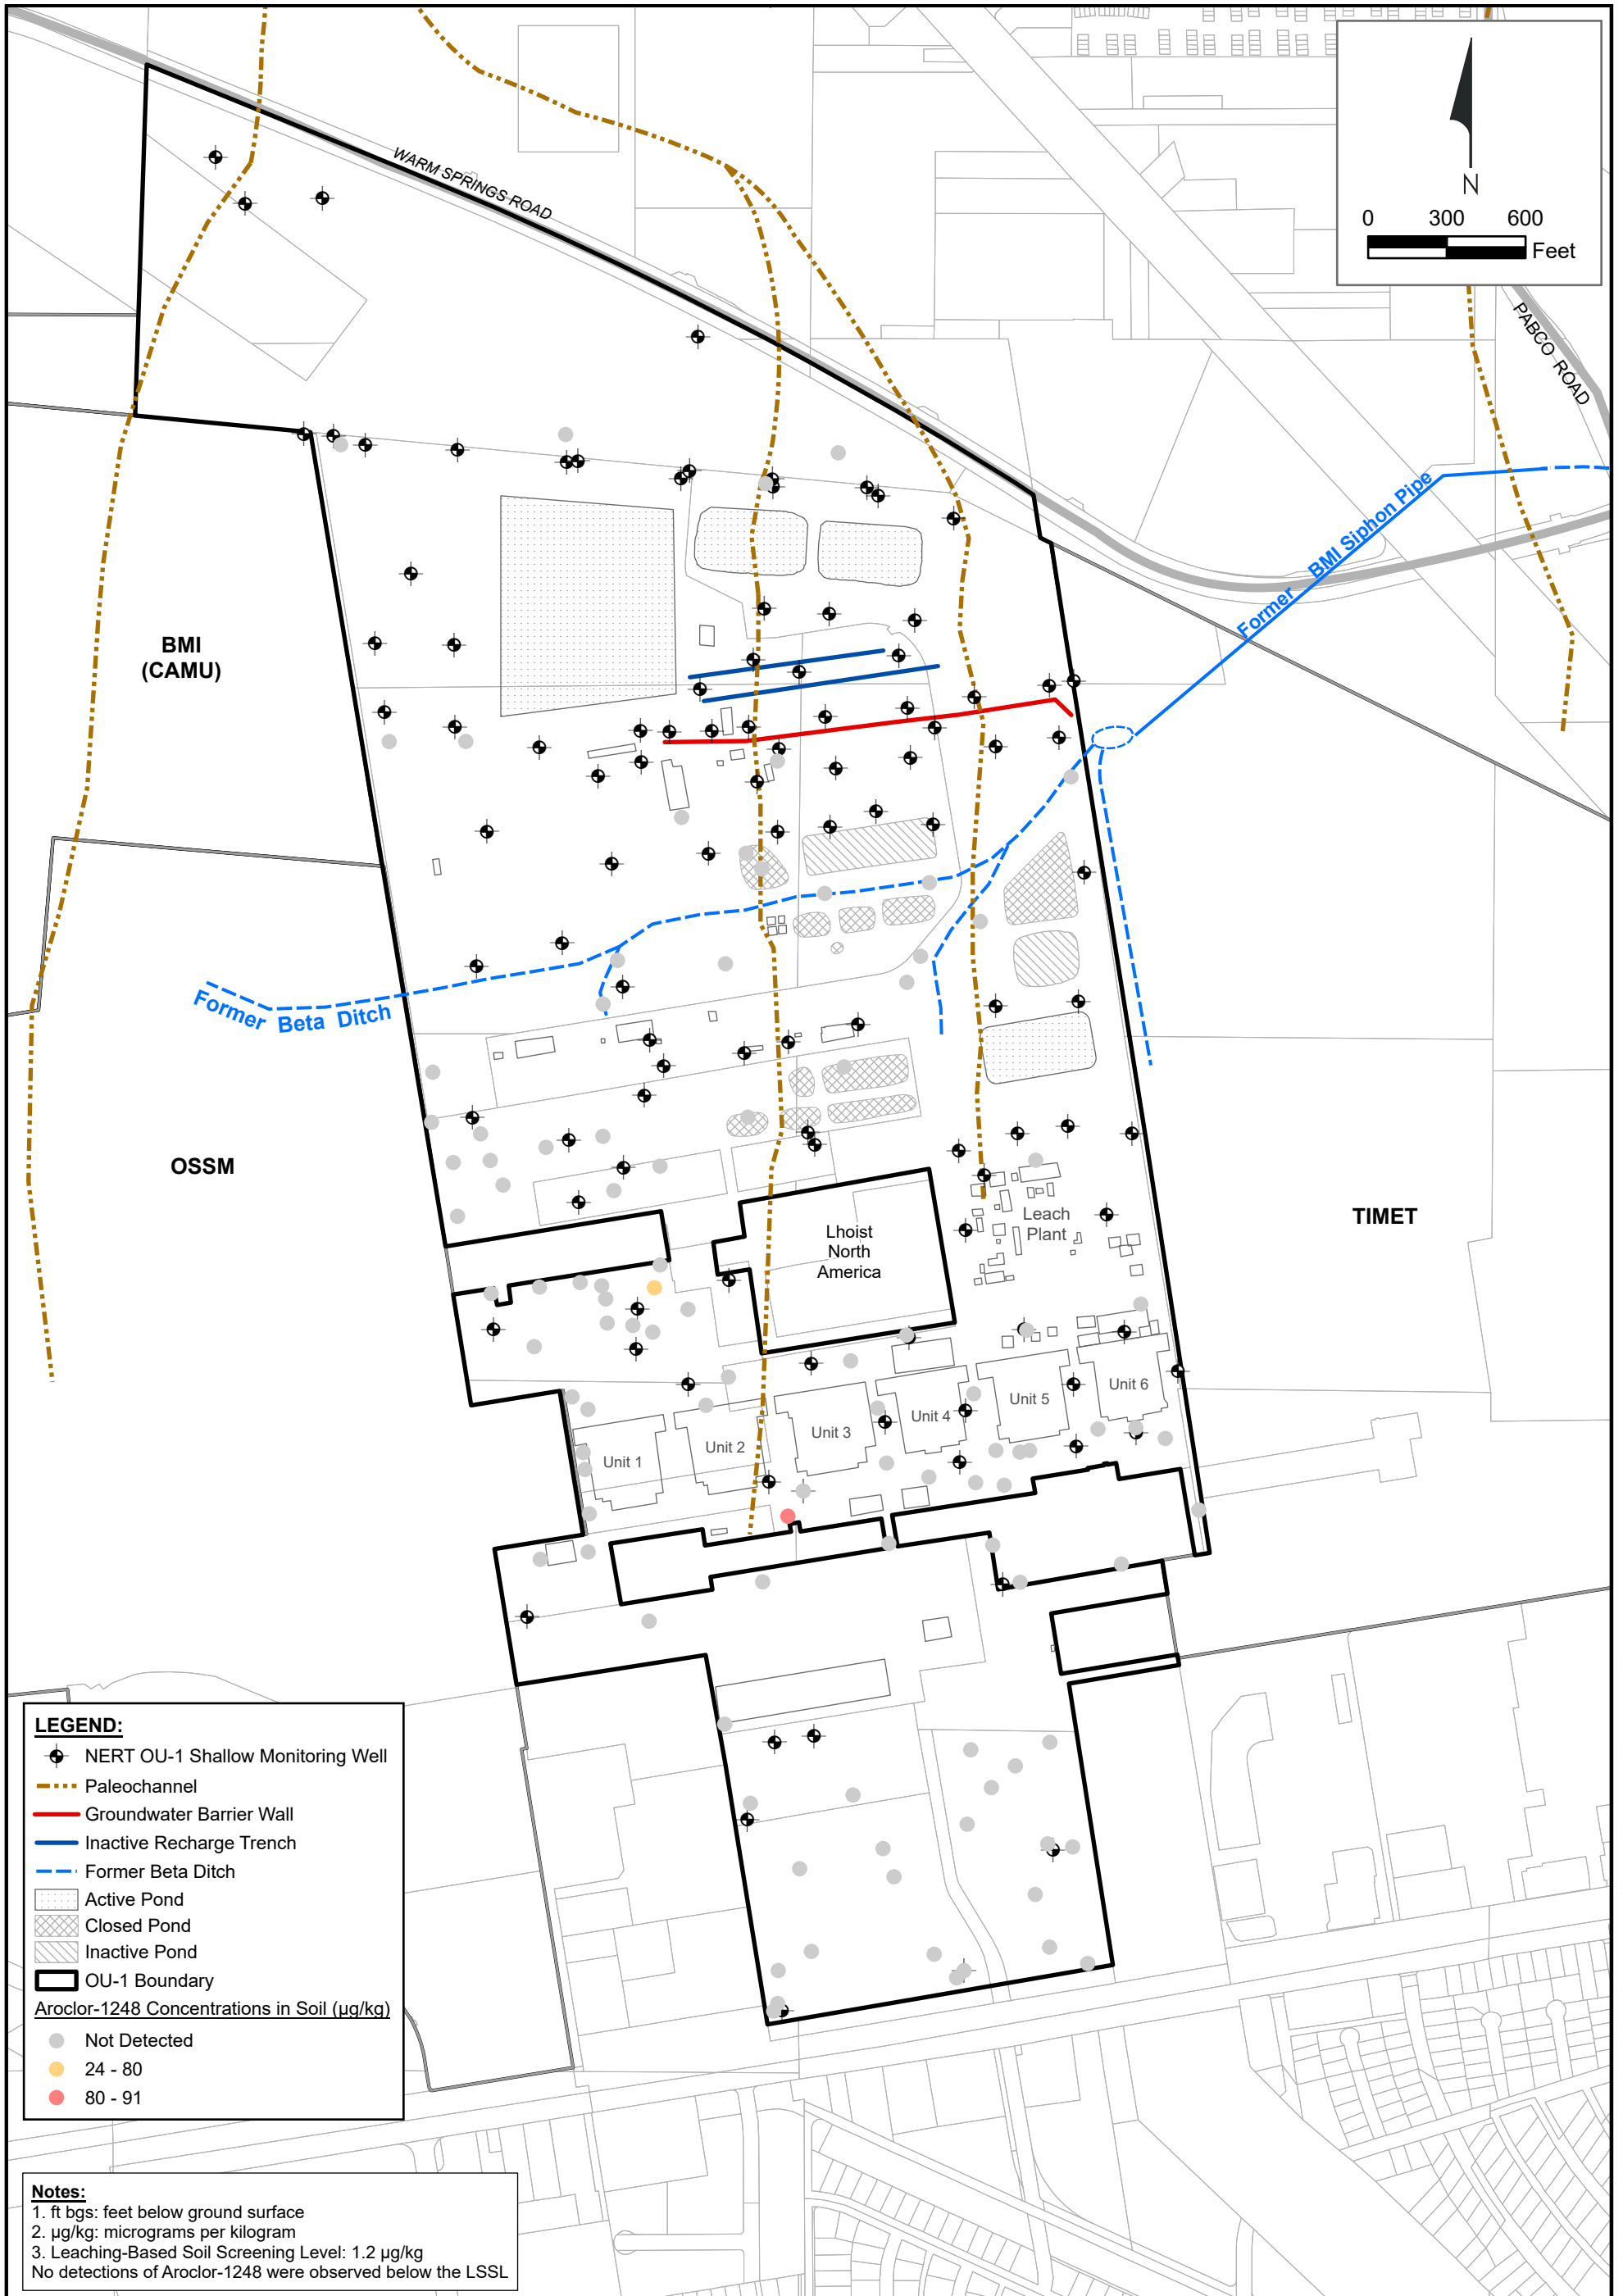 N
0 300 600
Feet
WARM SPRINGS ROAD
PABCO ROAD
Former BMI Siphon Pipe
BMI
(CAMU)
Former Beta Ditch
OSSM
TIMET
Lhoist
North
America
Leach
Plant
Unit 1
Unit 2
Unit 3
Unit 4
Unit 5
Unit 6
LEGEND:
NERT OU-1 Shallow Monitoring Well
Paleochannel
Groundwater Barrier Wall
Inactive Recharge Trench
Former Beta Ditch
Active Pond
Closed Pond
Inactive Pond
OU-1 Boundary
Aroclor-1248 Concentrations in Soil (µg/kg)
Not Detected
24 - 80
80 - 91
Notes:
1. ft bgs: feet below ground surface
2. µg/kg: micrograms per kilogram
3. Leaching-Based Soil Screening Level: 1.2 µg/kg
No detections of Aroclor-1248 were observed below the LSSL